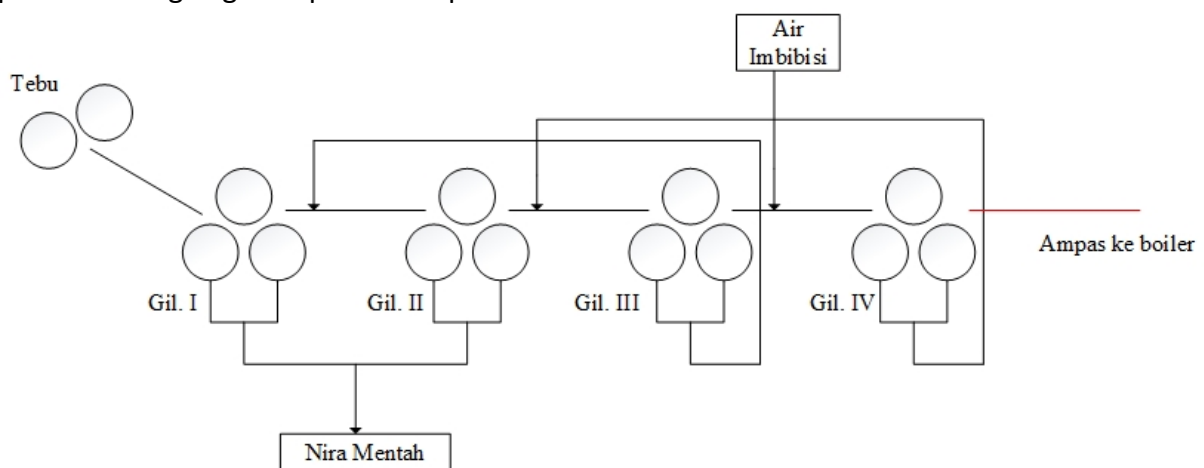 Air
Imbibisi
Tebu
Ampas ke boiler
Gil. I
Gil. II
Gil. III
Gil. IV
Nira Mentah